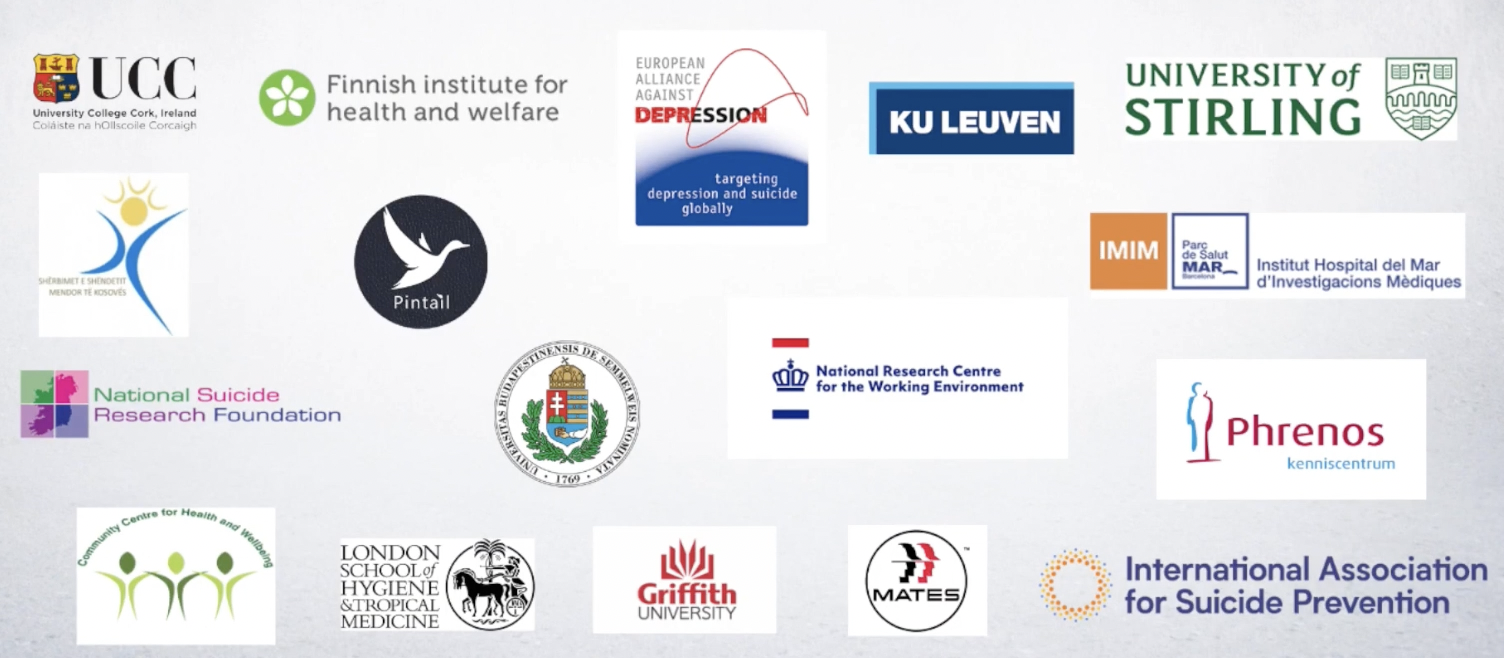 UCC
University College Cork, Ireland
Coláiste na hOllscoile Corcaigh
Finnish institute for
health and welfare
EUROPEAN
ALLIANCE
AGAINST
DEPRESSION
targeting
depression and suicide
globally
KU LEUVEN
UNIVERSITY of
STIRLING
SHËRBIMET E SHËNDETIT
MENDOR TË KOSOVËS
Pintail
IMIM
Parc
de Salut
MAR
Barcelona
Institut Hospital del Mar
d'Investigacions Mèdiques
National Suicide
Research Foundation
UNIVERSITAS BUDAPESTINENSIS DE SEMMELWEIS NOMINATA
· 1769 ·
National Research Centre
for the Working Environment
Phrenos
kenniscentrum
Community Centre for Health and Wellbeing
LONDON
SCHOOL of
HYGIENE
& TROPICAL
MEDICINE
Griffith
UNIVERSITY
MATES
™
International Association
for Suicide Prevention